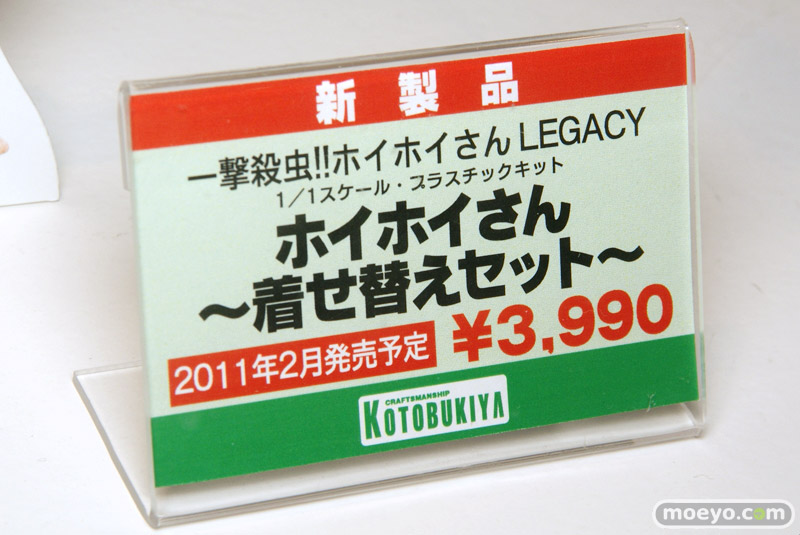 新製品
一撃殺虫!!ホイホイさん LEGACY
1/1スケール・プラスチックキット
ホイホイさん
～着せ替えセット～
2011年2月発売予定 ¥3,990
CRAFTSMANSHIP
KOTOBUKIYA
moeyo.com